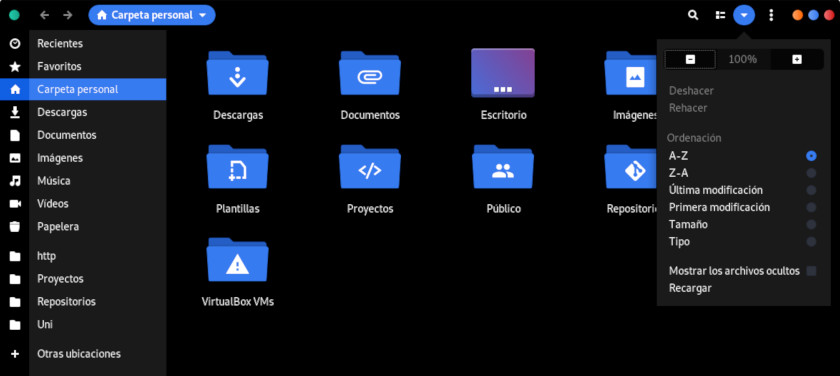 Carpeta personal
Recientes
Favoritos
Carpeta personal
Descargas
Documentos
Imágenes
Música
Vídeos
Papelera
http
Proyectos
Repositorios
Uni
Otras ubicaciones
Descargas
Documentos
Escritorio
Imágenes
Plantillas
Proyectos
Público
Repositorio
VirtualBox VMs
100%
Deshacer
Rehacer
Ordenación
A-Z
Z-A
Última modificación
Primera modificación
Tamaño
Tipo
Mostrar los archivos ocultos
Recargar